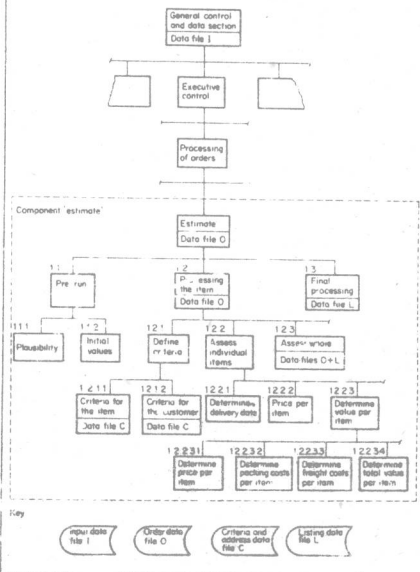 General control
and data section
Data file I
Executive
control
Processing
of orders
Component 'estimate'
Estimate
Data file O
1.1
Pre run
1.2
Processing
the item
Data file O
1.3
Final
processing
Data file L
1.1.1
Plausibility
1.1.2
Initial
values
1.2.1
Define
criteria
1.2.2
Assess
individual
items
1.2.3
Assess whole
Data files O+L
1.2.1.1
Criteria for
the item
Data file C
1.2.1.2
Criteria for
the customer
Data file C
1.2.2.1
Determines
delivery date
1.2.2.2
Price per
item
1.2.2.3
Determine
value per
item
1.2.2.3.1
Determine
price per
item
1.2.2.3.2
Determine
packing costs
per item
1.2.2.3.3
Determine
freight costs
per item
1.2.2.3.4
Determine
total value
per item
Key
Input data
file I
Order data
file O
Criteria and
address data
file C
Listing data
file L